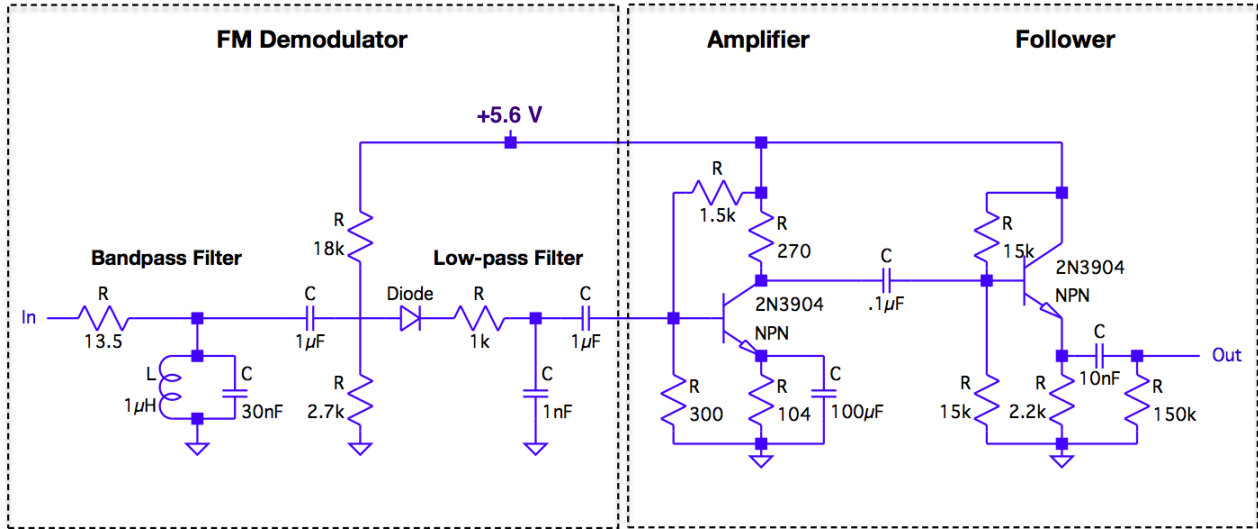 FM Demodulator
Amplifier
Follower
+5.6 V
R
18k
R
1.5k
R
270
R
15k
Bandpass Filter
Low-pass Filter
In
R
13.5
C
1µF
Diode
R
1k
C
1µF
2N3904
NPN
C
.1µF
2N3904
NPN
L
1µH
C
30nF
R
2.7k
C
1nF
R
300
R
104
C
100µF
R
15k
R
2.2k
C
10nF
R
150k
Out